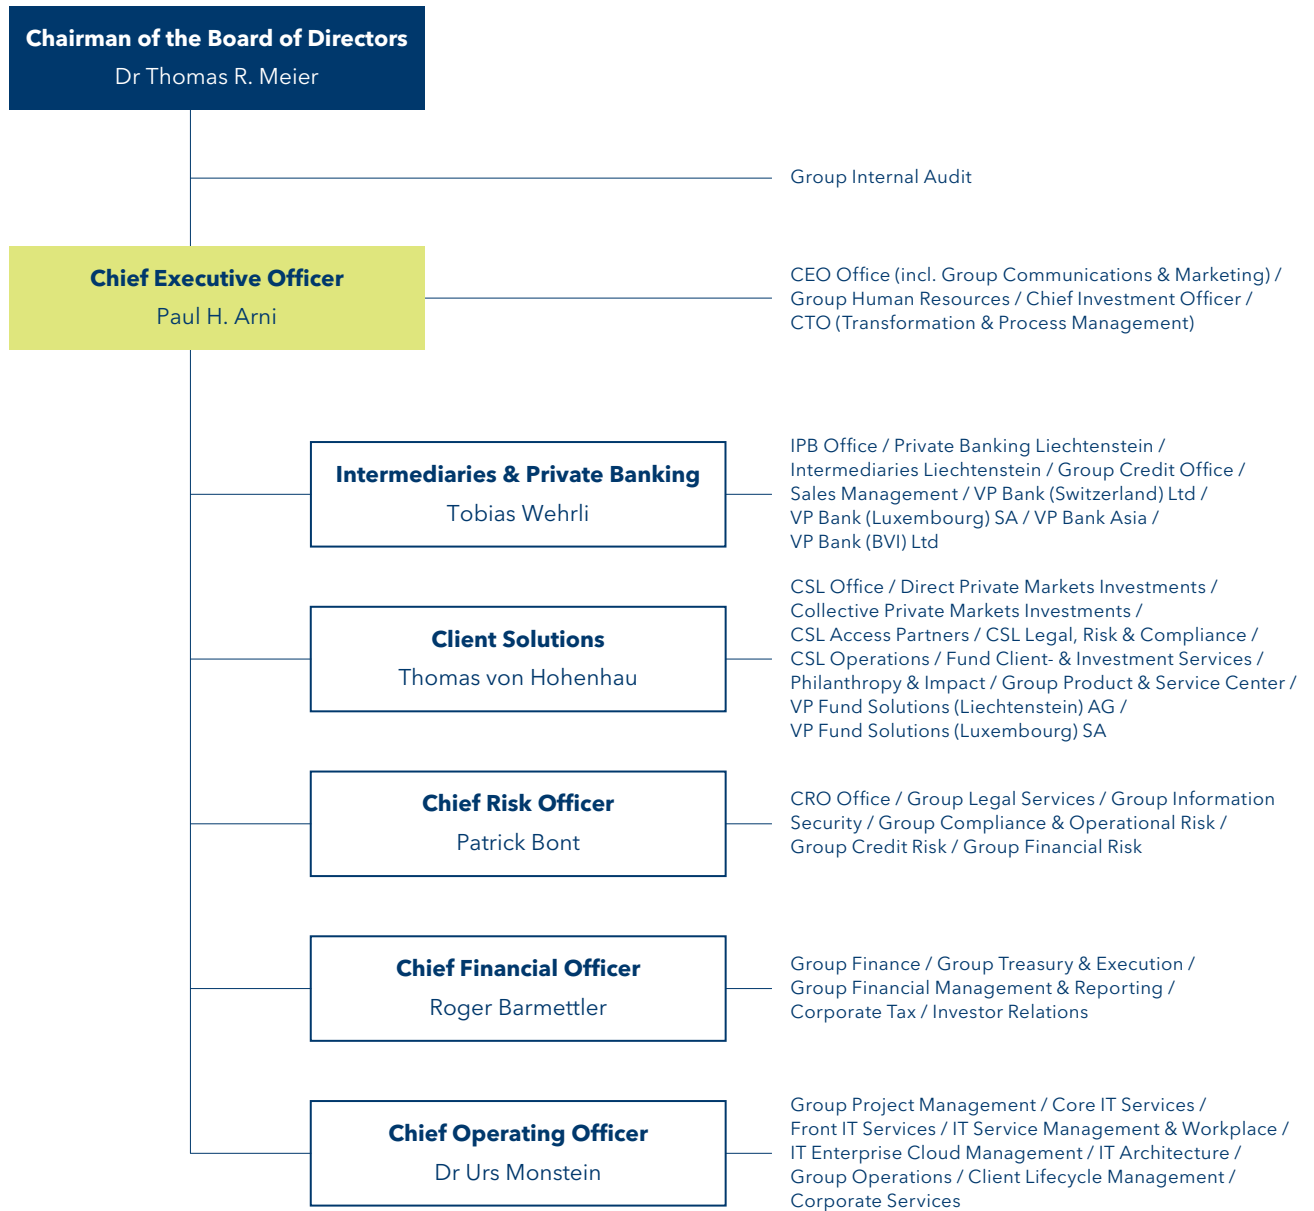 Chairman of the Board of Directors
Dr Thomas R. Meier
Group Internal Audit
Chief Executive Officer
Paul H. Arni
CEO Office (incl. Group Communications & Marketing) /
Group Human Resources / Chief Investment Officer /
CTO (Transformation & Process Management)
Intermediaries & Private Banking
Tobias Wehrli
IPB Office / Private Banking Liechtenstein /
Intermediaries Liechtenstein / Group Credit Office /
Sales Management / VP Bank (Switzerland) Ltd /
VP Bank (Luxembourg) SA / VP Bank Asia /
VP Bank (BVI) Ltd
Client Solutions
Thomas von Hohenhau
CSL Office / Direct Private Markets Investments /
Collective Private Markets Investments /
CSL Access Partners / CSL Legal, Risk & Compliance /
CSL Operations / Fund Client- & Investment Services /
Philanthropy & Impact / Group Product & Service Center /
VP Fund Solutions (Liechtenstein) AG /
VP Fund Solutions (Luxembourg) SA
Chief Risk Officer
Patrick Bont
CRO Office / Group Legal Services / Group Information
Security / Group Compliance & Operational Risk /
Group Credit Risk / Group Financial Risk
Chief Financial Officer
Roger Barmettler
Group Finance / Group Treasury & Execution /
Group Financial Management & Reporting /
Corporate Tax / Investor Relations
Chief Operating Officer
Dr Urs Monstein
Group Project Management / Core IT Services /
Front IT Services / IT Service Management & Workplace /
IT Enterprise Cloud Management / IT Architecture /
Group Operations / Client Lifecycle Management /
Corporate Services